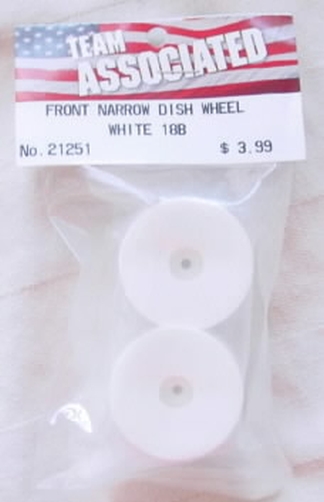 TEAM
ASSOCIATED
FRONT NARROW DISH WHEEL
WHITE 18B
No. 21251 $ 3.99